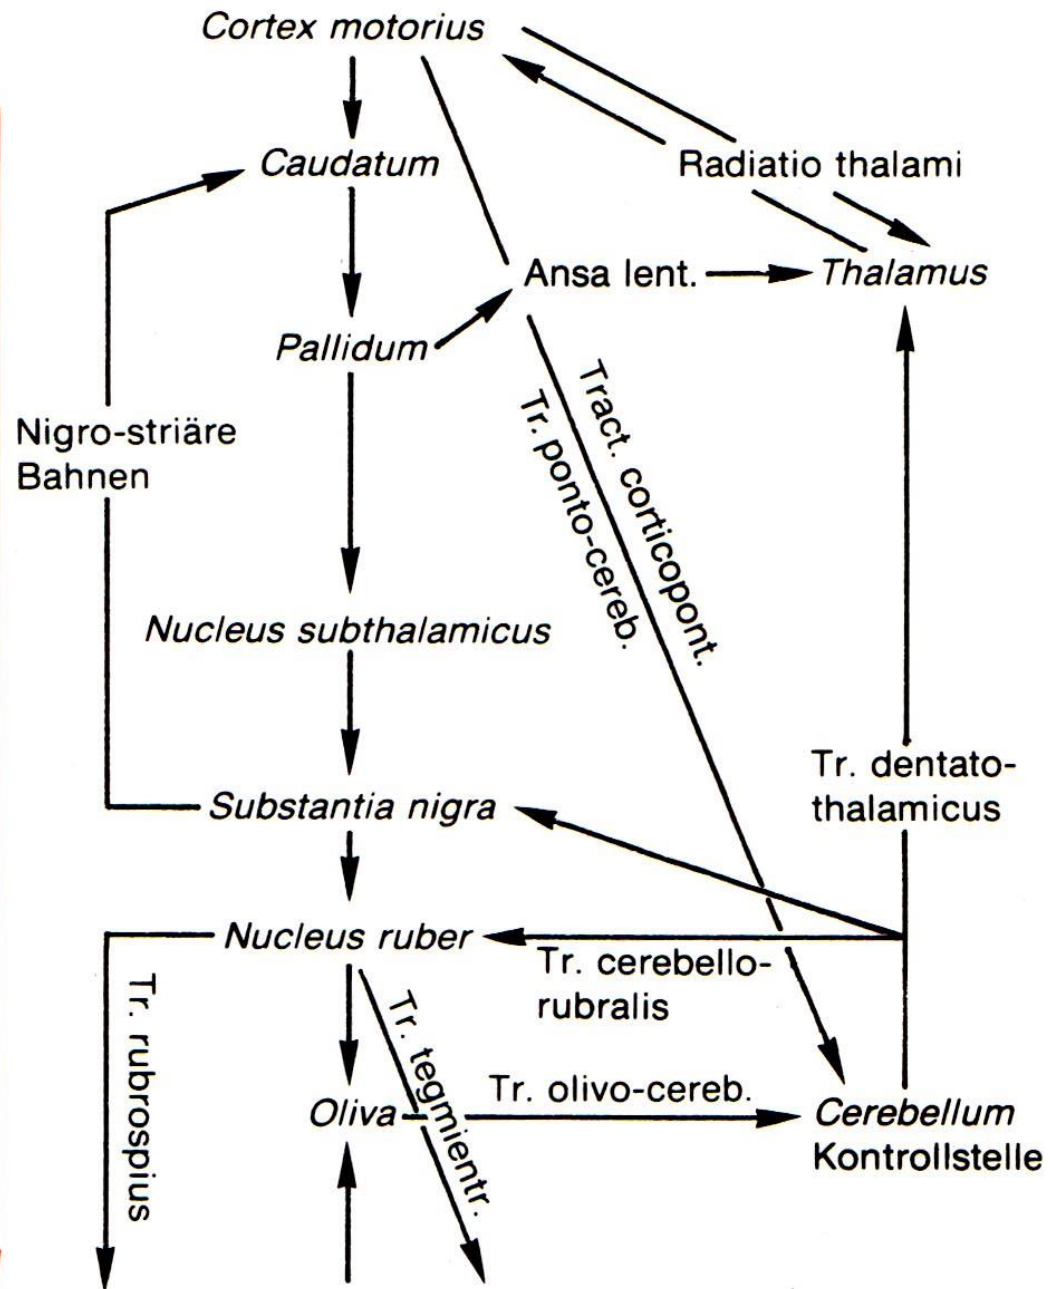 Cortex motorius
Caudatum
Radiatio thalami
Ansa lent.
Thalamus
Pallidum
Tract. corticopont.
Tr. ponto-cereb.
Nigro-striäre
Bahnen
Nucleus subthalamicus
Tr. dentato-
thalamicus
Substantia nigra
Nucleus ruber
Tr. cerebello-
rubralis
Tr. rubrospius
Tr. tegmientr.
Oliva
Tr. olivo-cereb.
Cerebellum
Kontrollstelle